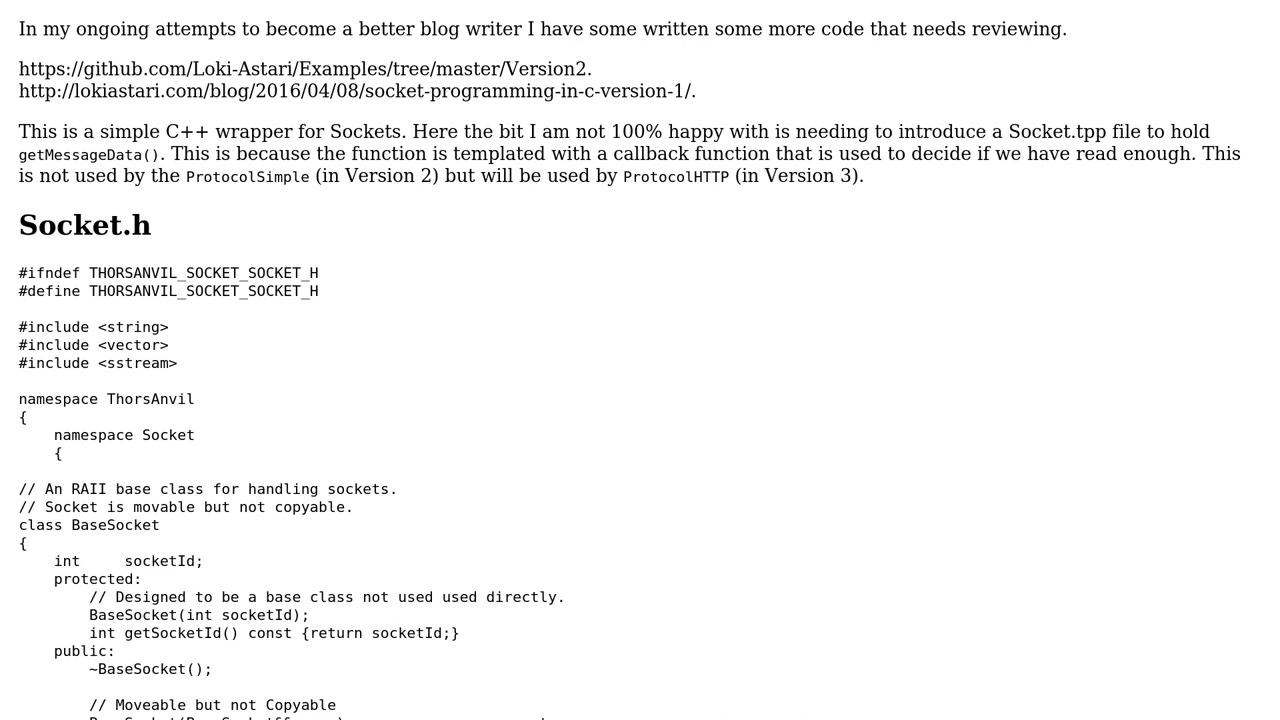 In my ongoing attempts to become a better blog writer I have some written some more code that needs reviewing.
https://github.com/Loki-Astari/Examples/tree/master/Version2.
http://lokiastari.com/blog/2016/04/08/socket-programming-in-c-version-1/.
This is a simple C++ wrapper for Sockets. Here the bit I am not 100% happy with is needing to introduce a Socket.tpp file to hold
getMessageData(). This is because the function is templated with a callback function that is used to decide if we have read enough. This
is not used by the ProtocolSimple (in Version 2) but will be used by ProtocolHTTP (in Version 3).
Socket.h
#ifndef THORSANVIL_SOCKET_SOCKET_H
#define THORSANVIL_SOCKET_SOCKET_H
#include <string>
#include <vector>
#include <sstream>
namespace ThorsAnvil
{
    namespace Socket
    {
// An RAII base class for handling sockets.
// Socket is movable but not copyable.
class BaseSocket
{
    int     socketId;
    protected:
        // Designed to be a base class not used used directly.
        BaseSocket(int socketId);
        int getSocketId() const {return socketId;}
    public:
        ~BaseSocket();
        // Moveable but not Copyable